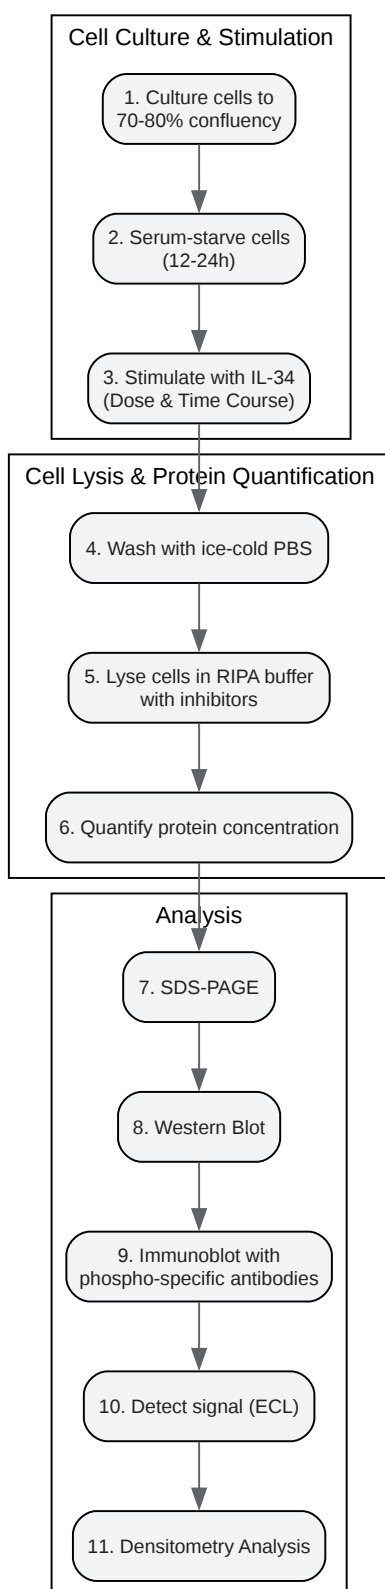 Cell Culture & Stimulation
1. Culture cells to
70-80% confluency
2. Serum-starve cells
(12-24h)
3. Stimulate with IL-34
(Dose & Time Course)
Cell Lysis & Protein Quantification
4. Wash with ice-cold PBS
5. Lyse cells in RIPA buffer
with inhibitors
6. Quantify protein concentration
Analysis
7. SDS-PAGE
8. Western Blot
9. Immunoblot with
phospho-specific antibodies
10. Detect signal (ECL)
11. Densitometry Analysis